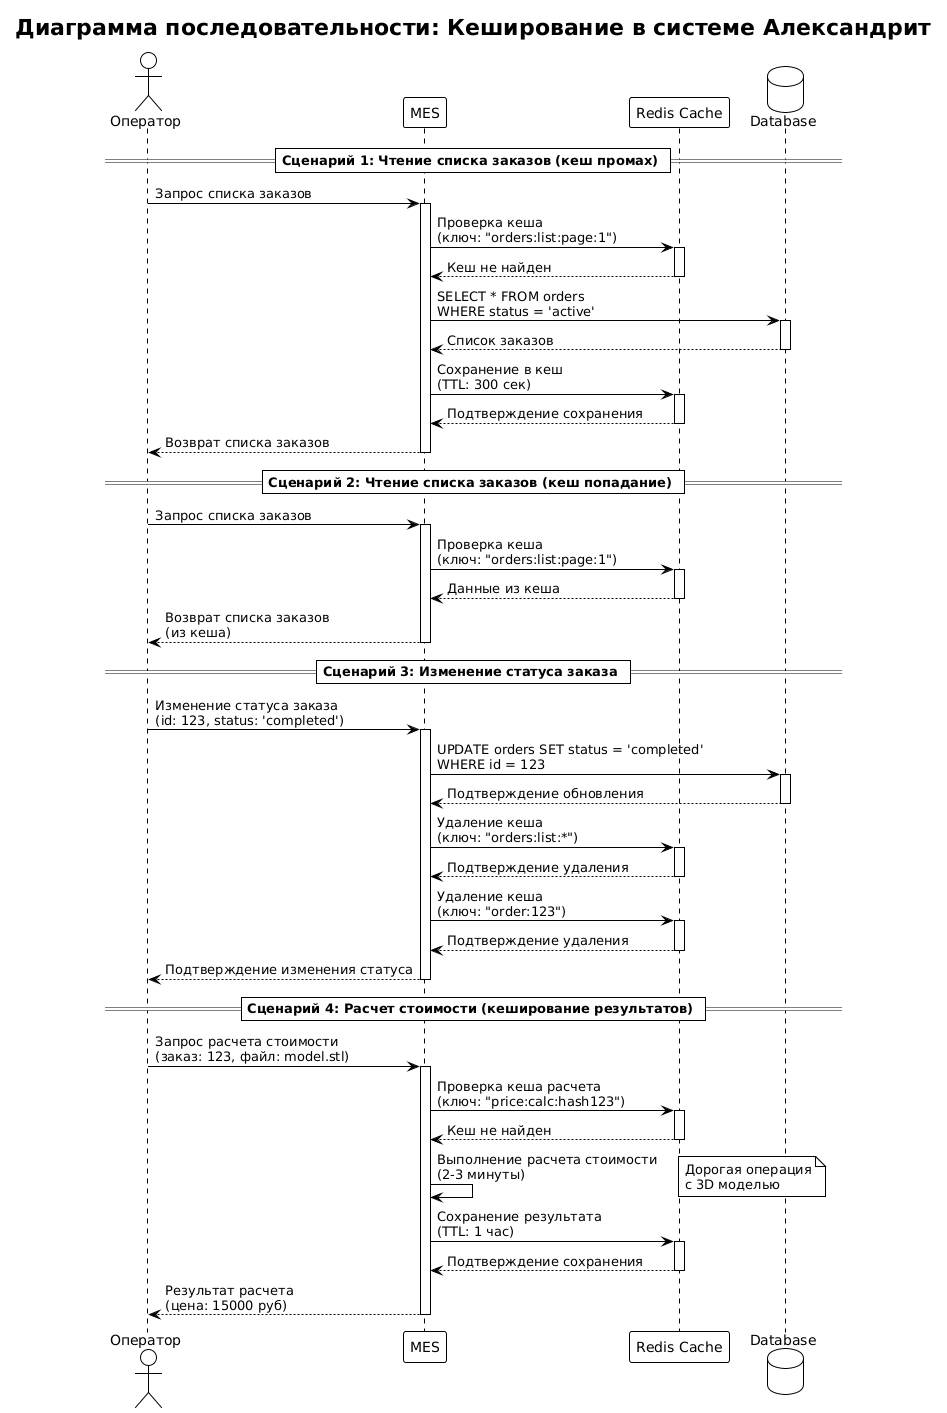 Диаграмма последовательности: Кеширование в системе Александрит
Оператор
MES
Redis Cache
Database
Сценарий 1: Чтение списка заказов (кеш промах)
Запрос списка заказов
Проверка кеша
(ключ: "orders:list:page:1")
Кеш не найден
SELECT * FROM orders
WHERE status = 'active'
Список заказов
Сохранение в кеш
(TTL: 300 сек)
Подтверждение сохранения
Возврат списка заказов
Сценарий 2: Чтение списка заказов (кеш попадание)
Запрос списка заказов
Проверка кеша
(ключ: "orders:list:page:1")
Данные из кеша
Возврат списка заказов
(из кеша)
Сценарий 3: Изменение статуса заказа
Изменение статуса заказа
(id: 123, status: 'completed')
UPDATE orders SET status = 'completed'
WHERE id = 123
Подтверждение обновления
Удаление кеша
(ключ: "orders:list:*")
Подтверждение удаления
Удаление кеша
(ключ: "order:123")
Подтверждение удаления
Подтверждение изменения статуса
Сценарий 4: Расчет стоимости (кеширование результатов)
Запрос расчета стоимости
(заказ: 123, файл: model.stl)
Проверка кеша расчета
(ключ: "price:calc:hash123")
Кеш не найден
Выполнение расчета стоимости
(2-3 минуты)
Дорогая операция
с 3D моделью
Сохранение результата
(TTL: 1 час)
Подтверждение сохранения
Результат расчета
(цена: 15000 руб)
Оператор
MES
Redis Cache
Database